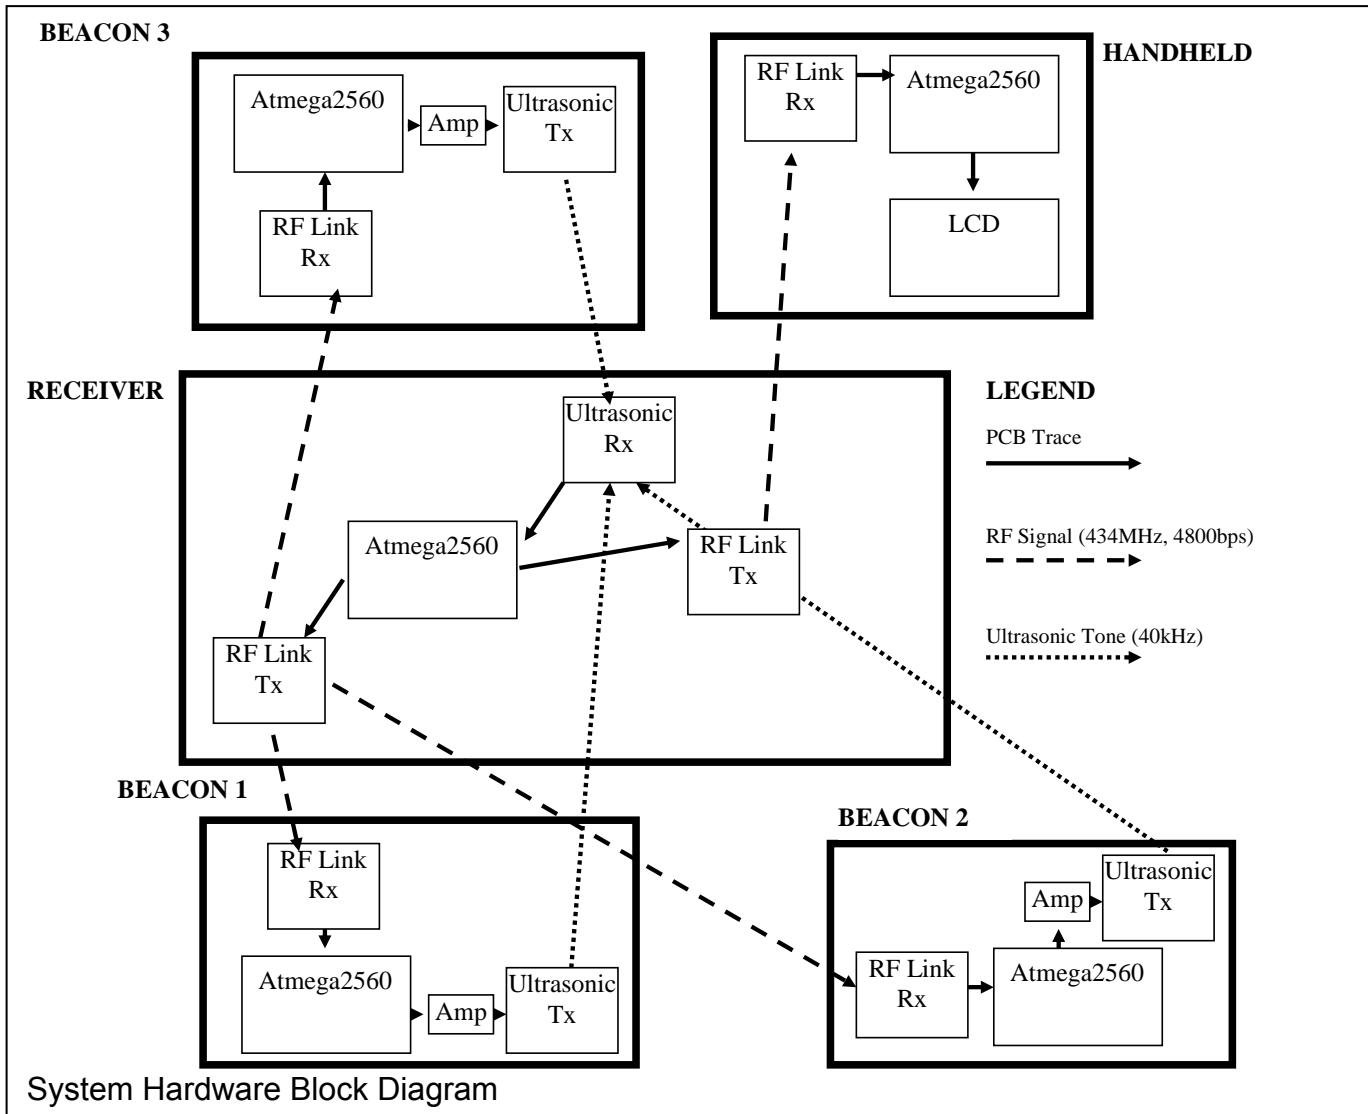 BEACON 3
Atmega2560
Amp
Ultrasonic
Tx
RF Link
Rx
HANDHELD
RF Link
Rx
Atmega2560
LCD
RECEIVER
Ultrasonic
Rx
Atmega2560
RF Link
Tx
RF Link
Tx
LEGEND
PCB Trace
RF Signal (434MHz, 4800bps)
Ultrasonic Tone (40kHz)
BEACON 1
RF Link
Rx
Atmega2560
Amp
Ultrasonic
Tx
BEACON 2
Ultrasonic
Tx
Amp
RF Link
Rx
Atmega2560
System Hardware Block Diagram